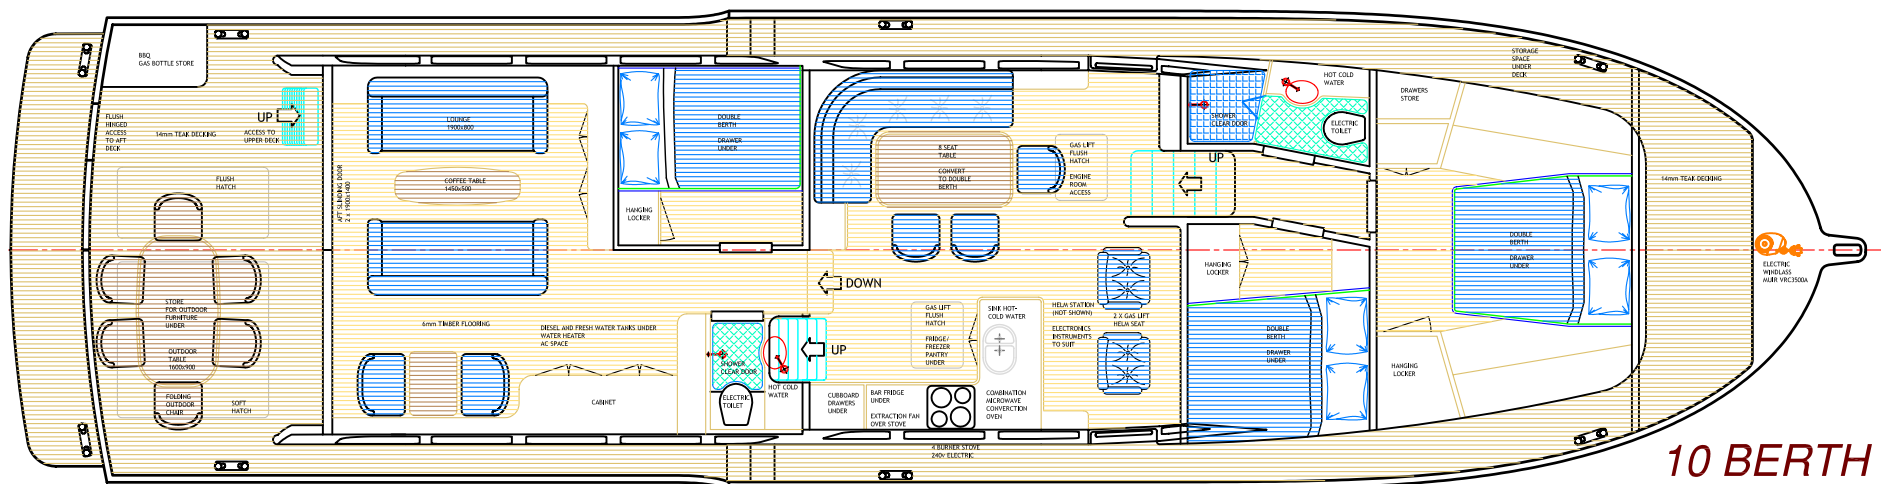 BBQ
GAS BOTTLE STORE
FLUSH
HINGED
ACCESS
TO AFT
DECK
14mm TEAK DECKING
UP
ACCESS TO
UPPER DECK
FLUSH
HATCH
STORE
FOR OUTDOOR
FURNITURE
UNDER
OUTDOOR
TABLE
1600x900
FOLDING
OUTDOOR
CHAIR
SOFT
HATCH
AFT SLINDING DOOR
2 x 1900x1400
LOUNGE
1900x800
COFFEE TABLE
1450x500
6mm TIMBER FLOORING
DIESEL AND FRESH WATER TANKS UNDER
WATER HEATER
AC SPACE
CABINET
DOUBLE
BERTH
DRAWER
UNDER
HANGING
LOCKER
SHOWER
CLEAR DOOR
ELECTRIC
TOILET
HOT COLD
WATER
UP
DOWN
8 SEAT
TABLE
CONVERT
TO DOUBLE
BERTH
GAS LIFT
FLUSH
HATCH
ENGINE
ROOM
ACCESS
GAS LIFT
FLUSH
HATCH
FRIDGE/
FREEZER
PANTRY
UNDER
SINK HOT-
COLD WATER
CUBBOARD
DRAWERS
UNDER
BAR FRIDGE
UNDER
EXTRACTION FAN
OVER STOVE
COMBINATION
MICROWAVE
CONVERCTION
OVEN
4 BURNER STOVE
240v ELECTRIC
HELM STATION
(NOT SHOWN)
ELECTRONICS
INSTRUMENTS
TO SUIT
2 X GAS LIFT
HELM SEAT
UP
SHOWER
CLEAR DOOR
HOT COLD
WATER
ELECTRIC
TOILET
HANGING
LOCKER
DOUBLE
BERTH
DRAWER
UNDER
DRAWERS
STORE
STORAGE
SPACE
UNDER
DECK
DOUBLE
BERTH
DRAWER
UNDER
HANGING
LOCKER
14mm TEAK DECKING
ELECTRIC
WINDLASS
MUIR VRC3500A
10 BERTH